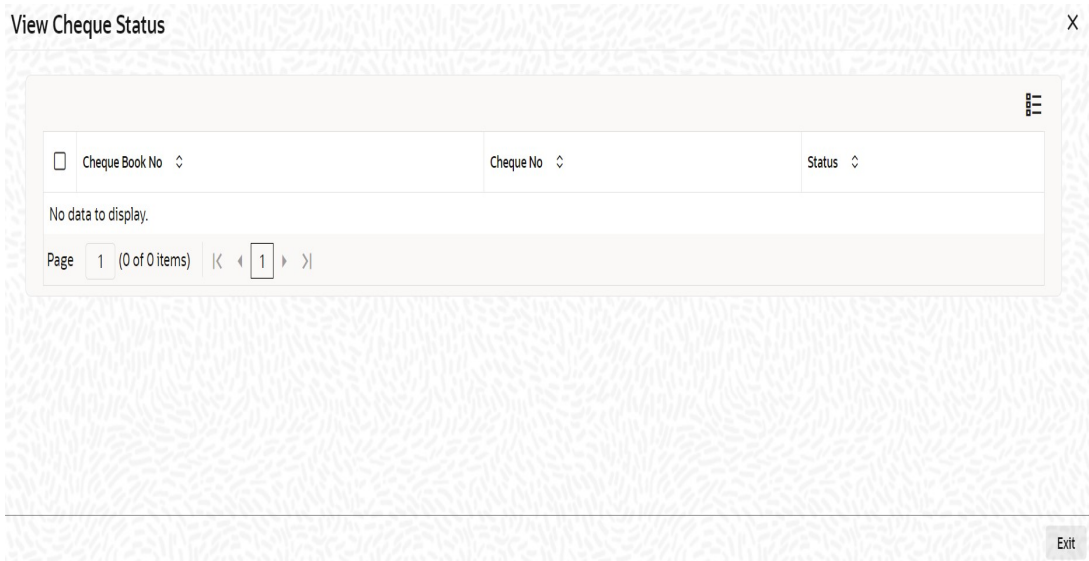 View Cheque Status X
Cheque Book No Cheque No Status
No data to display.
Page 1 (0 of 0 items) 1
Exit